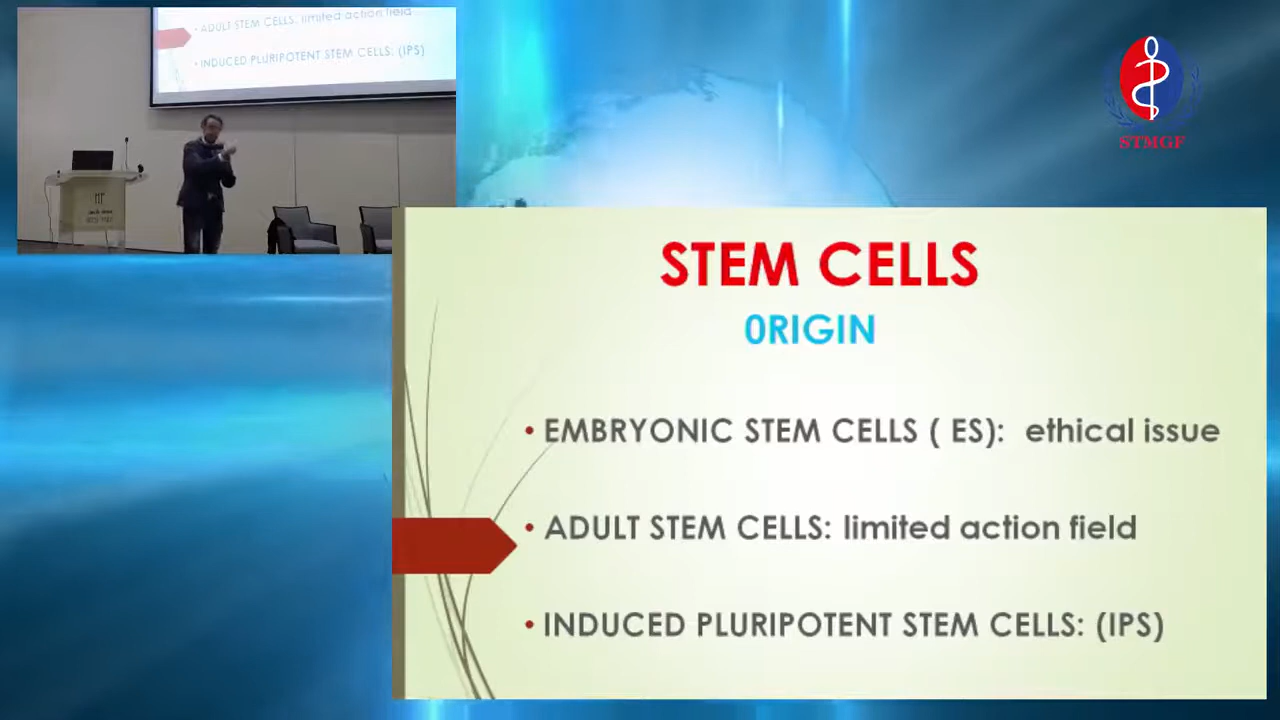 • ADULT STEM CELLS: limited action field
• INDUCED PLURIPOTENT STEM CELLS: (IPS)
STMGF
STEM CELLS
0RIGIN
• EMBRYONIC STEM CELLS ( ES): ethical issue
• ADULT STEM CELLS: limited action field
• INDUCED PLURIPOTENT STEM CELLS: (IPS)